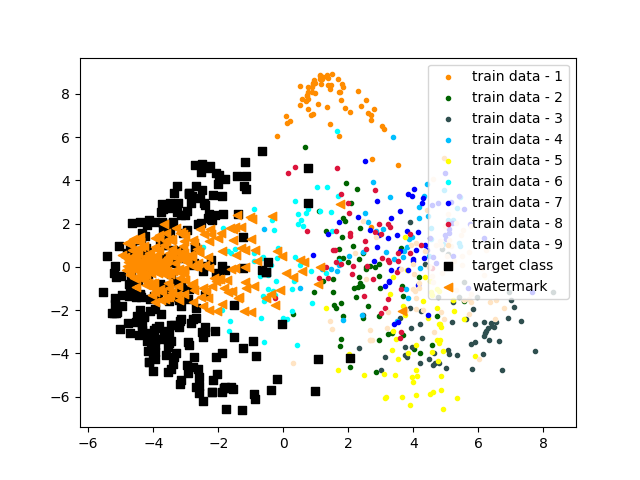 train data - 1
train data - 2
train data - 3
train data - 4
train data - 5
train data - 6
train data - 7
train data - 8
train data - 9
target class
watermark
8
6
4
2
0
−2
−4
−6
−6
−4
−2
0
2
4
6
8